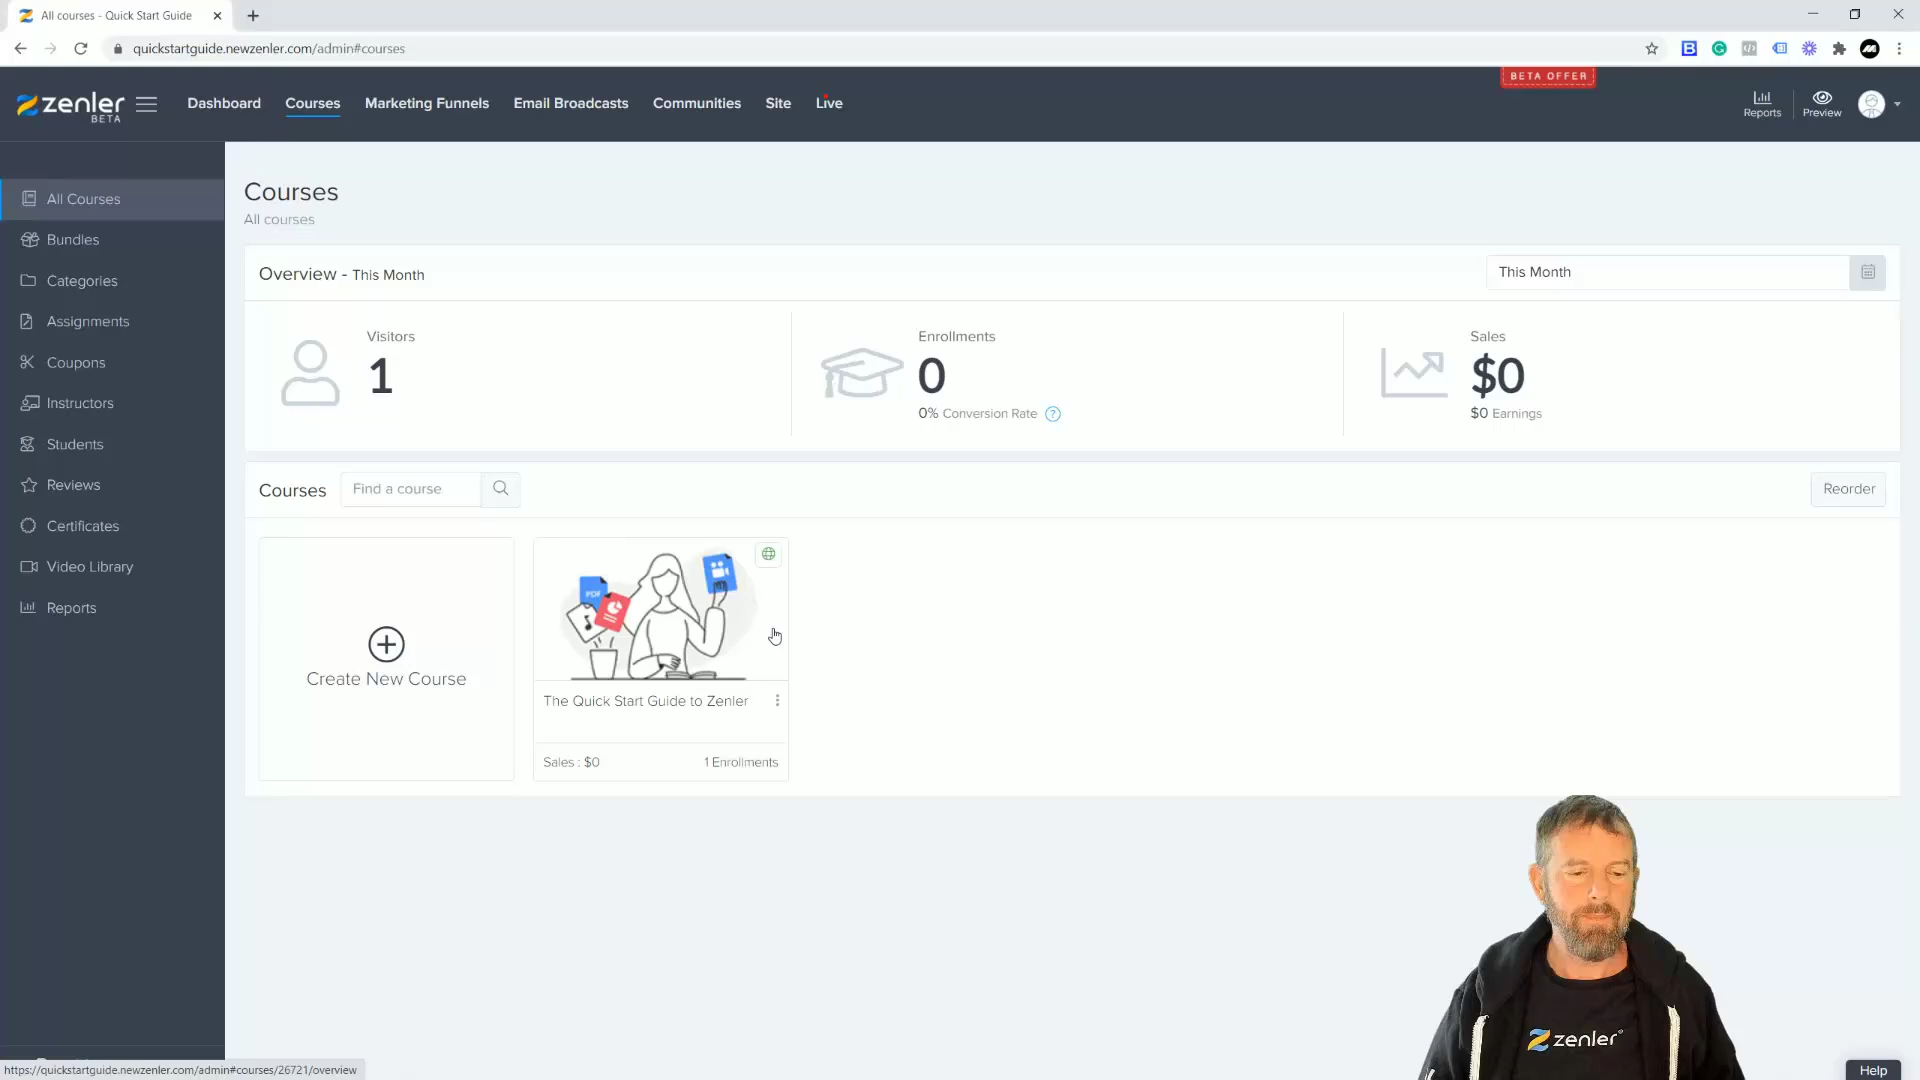 All courses - Quick Start Guide
quickstartguide.newzenler.com/admin#courses
BETA OFFER
zenler
BETA
Dashboard
Courses
Marketing Funnels
Email Broadcasts
Communities
Site
Live
Reports
Preview
All Courses
Bundles
Categories
Assignments
Coupons
Instructors
Students
Reviews
Certificates
Video Library
Reports
Courses
All courses
Overview - This Month
This Month
Visitors
1
Enrollments
0
0% Conversion Rate ?
Sales
$0
$0 Earnings
Courses
Find a course
Reorder
Create New Course
PDF
The Quick Start Guide to Zenler
Sales : $0
1 Enrollments
zenler
https://quickstartguide.newzenler.com/admin#courses/26721/overview
Help